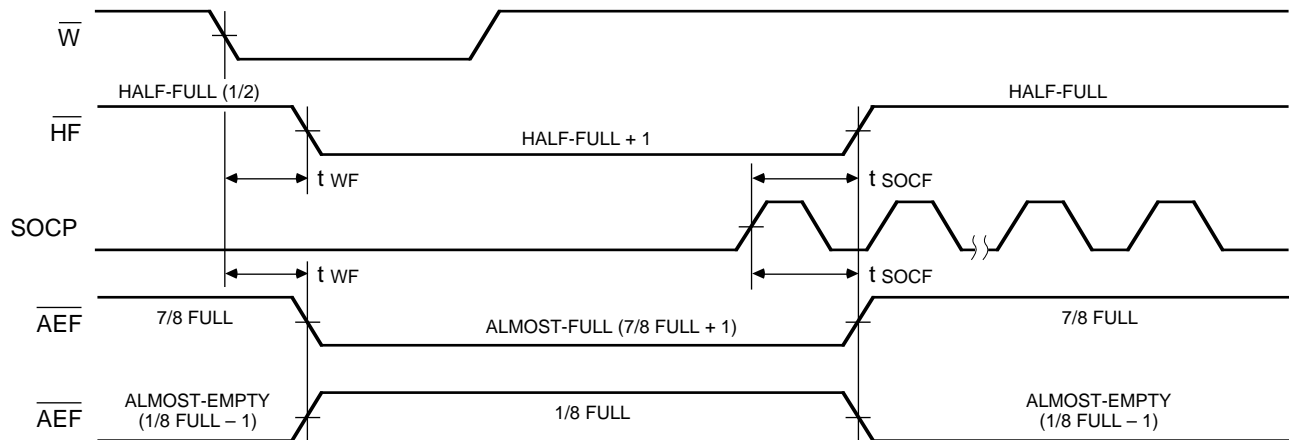 W
HALF-FULL (1/2)
HALF-FULL
HF
HALF-FULL + 1
t WF
t SOCF
SOCP
t WF
t SOCF
AEF
7/8 FULL
ALMOST-FULL (7/8 FULL + 1)
7/8 FULL
AEF
ALMOST-EMPTY
(1/8 FULL – 1)
1/8 FULL
ALMOST-EMPTY
(1/8 FULL – 1)